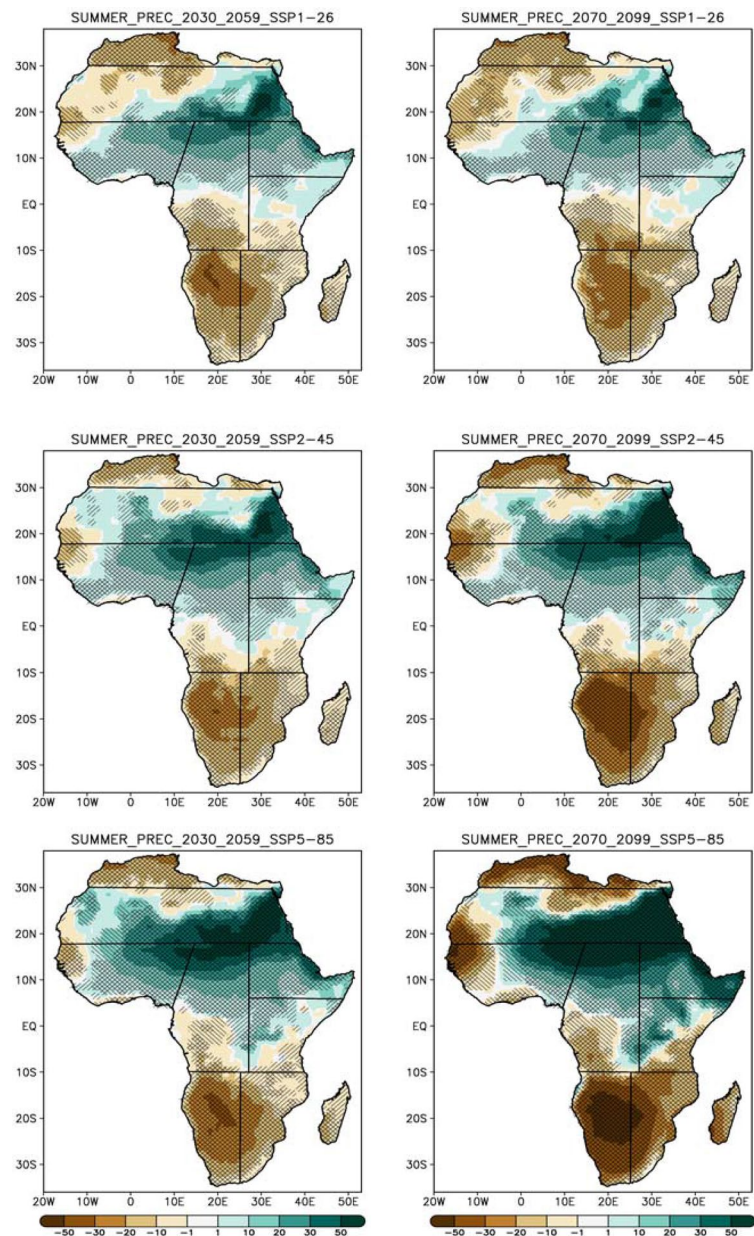 SUMMER_PREC_2030_2059_SSP1-26
30N
20N
10N
EQ
10S
20S
30S
20W 10W 0 10E 20E 30E 40E 50E
SUMMER_PREC_2070_2099_SSP1-26
30N
20N
10N
EQ
10S
20S
30S
20W 10W 0 10E 20E 30E 40E 50E
SUMMER_PREC_2030_2059_SSP2-45
30N
20N
10N
EQ
10S
20S
30S
20W 10W 0 10E 20E 30E 40E 50E
SUMMER_PREC_2070_2099_SSP2-45
30N
20N
10N
EQ
10S
20S
30S
20W 10W 0 10E 20E 30E 40E 50E
SUMMER_PREC_2030_2059_SSP5-85
30N
20N
10N
EQ
10S
20S
30S
20W 10W 0 10E 20E 30E 40E 50E
-50 -30 -20 -10 -1 1 10 20 30 50
SUMMER_PREC_2070_2099_SSP5-85
30N
20N
10N
EQ
10S
20S
30S
20W 10W 0 10E 20E 30E 40E 50E
-50 -30 -20 -10 -1 1 10 20 30 50